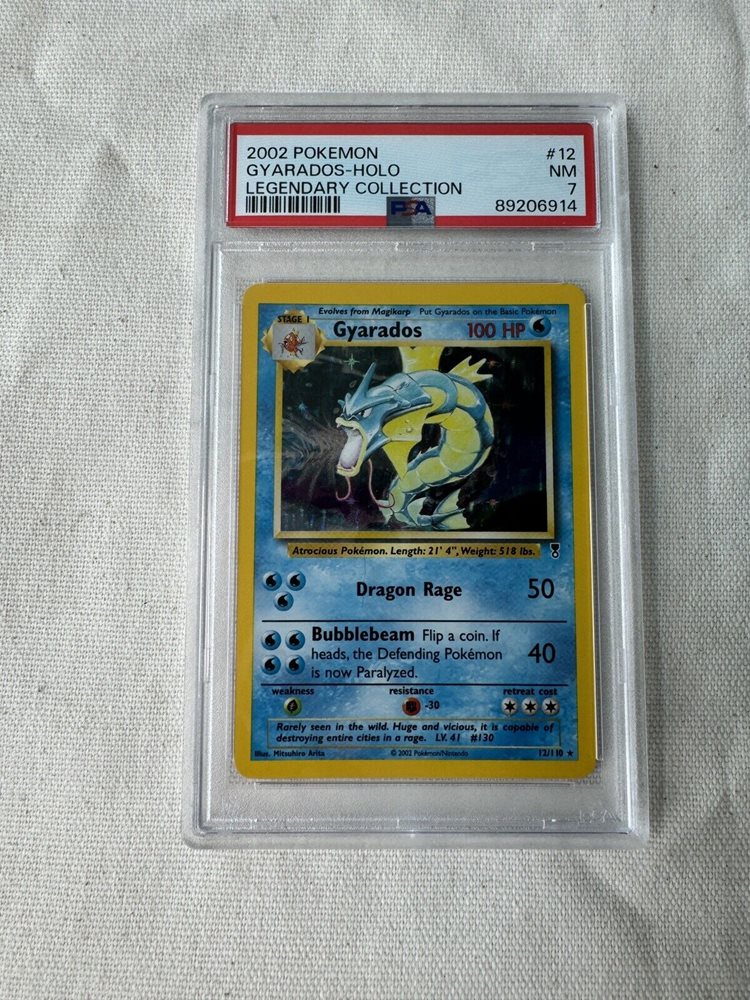 2002 POKEMON #12
GYARADOS-HOLO NM
LEGENDARY COLLECTION 7
PSA 89206914
Evolves from Magikarp Put Gyarados on the Basic Pokémon
STAGE 1
Gyarados 100 HP
Atrocious Pokémon. Length: 21' 4", Weight: 518 lbs.
Dragon Rage 50
Bubblebeam Flip a coin. If
heads, the Defending Pokémon 40
is now Paralyzed.
weakness resistance retreat cost
-30
Rarely seen in the wild. Huge and vicious, it is capable of
destroying entire cities in a rage. LV. 41 #130
Illus. Mitsuhiro Arita © 2002 Pokémon/Nintendo 12/110 ★